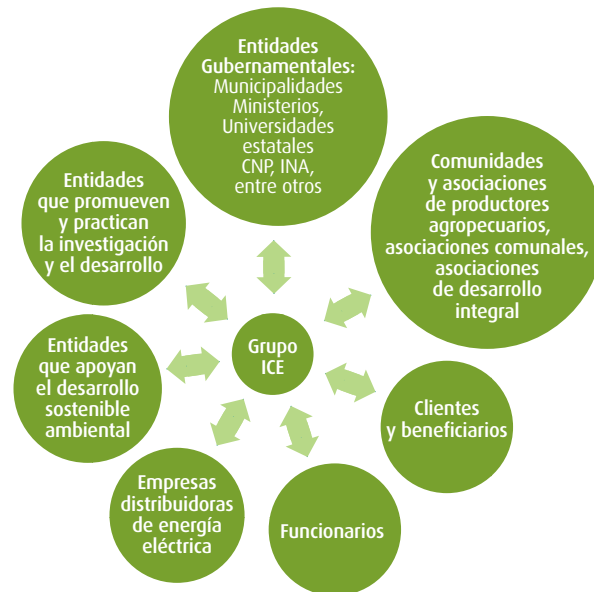 Entidades
Gubernamentales:
Municipalidades
Ministerios,
Universidades
estatales
CNP, INA,
entre otros
Comunidades
y asociaciones
de productores
agropecuarios,
asociaciones comunales,
asociaciones
de desarrollo
integral
Entidades
que promueven
y practican
la investigación
y el desarrollo
Grupo
ICE
Entidades
que apoyan
el desarrollo
sostenible
ambiental
Clientes
y beneficiarios
Empresas
distribuidoras
de energía
eléctrica
Funcionarios